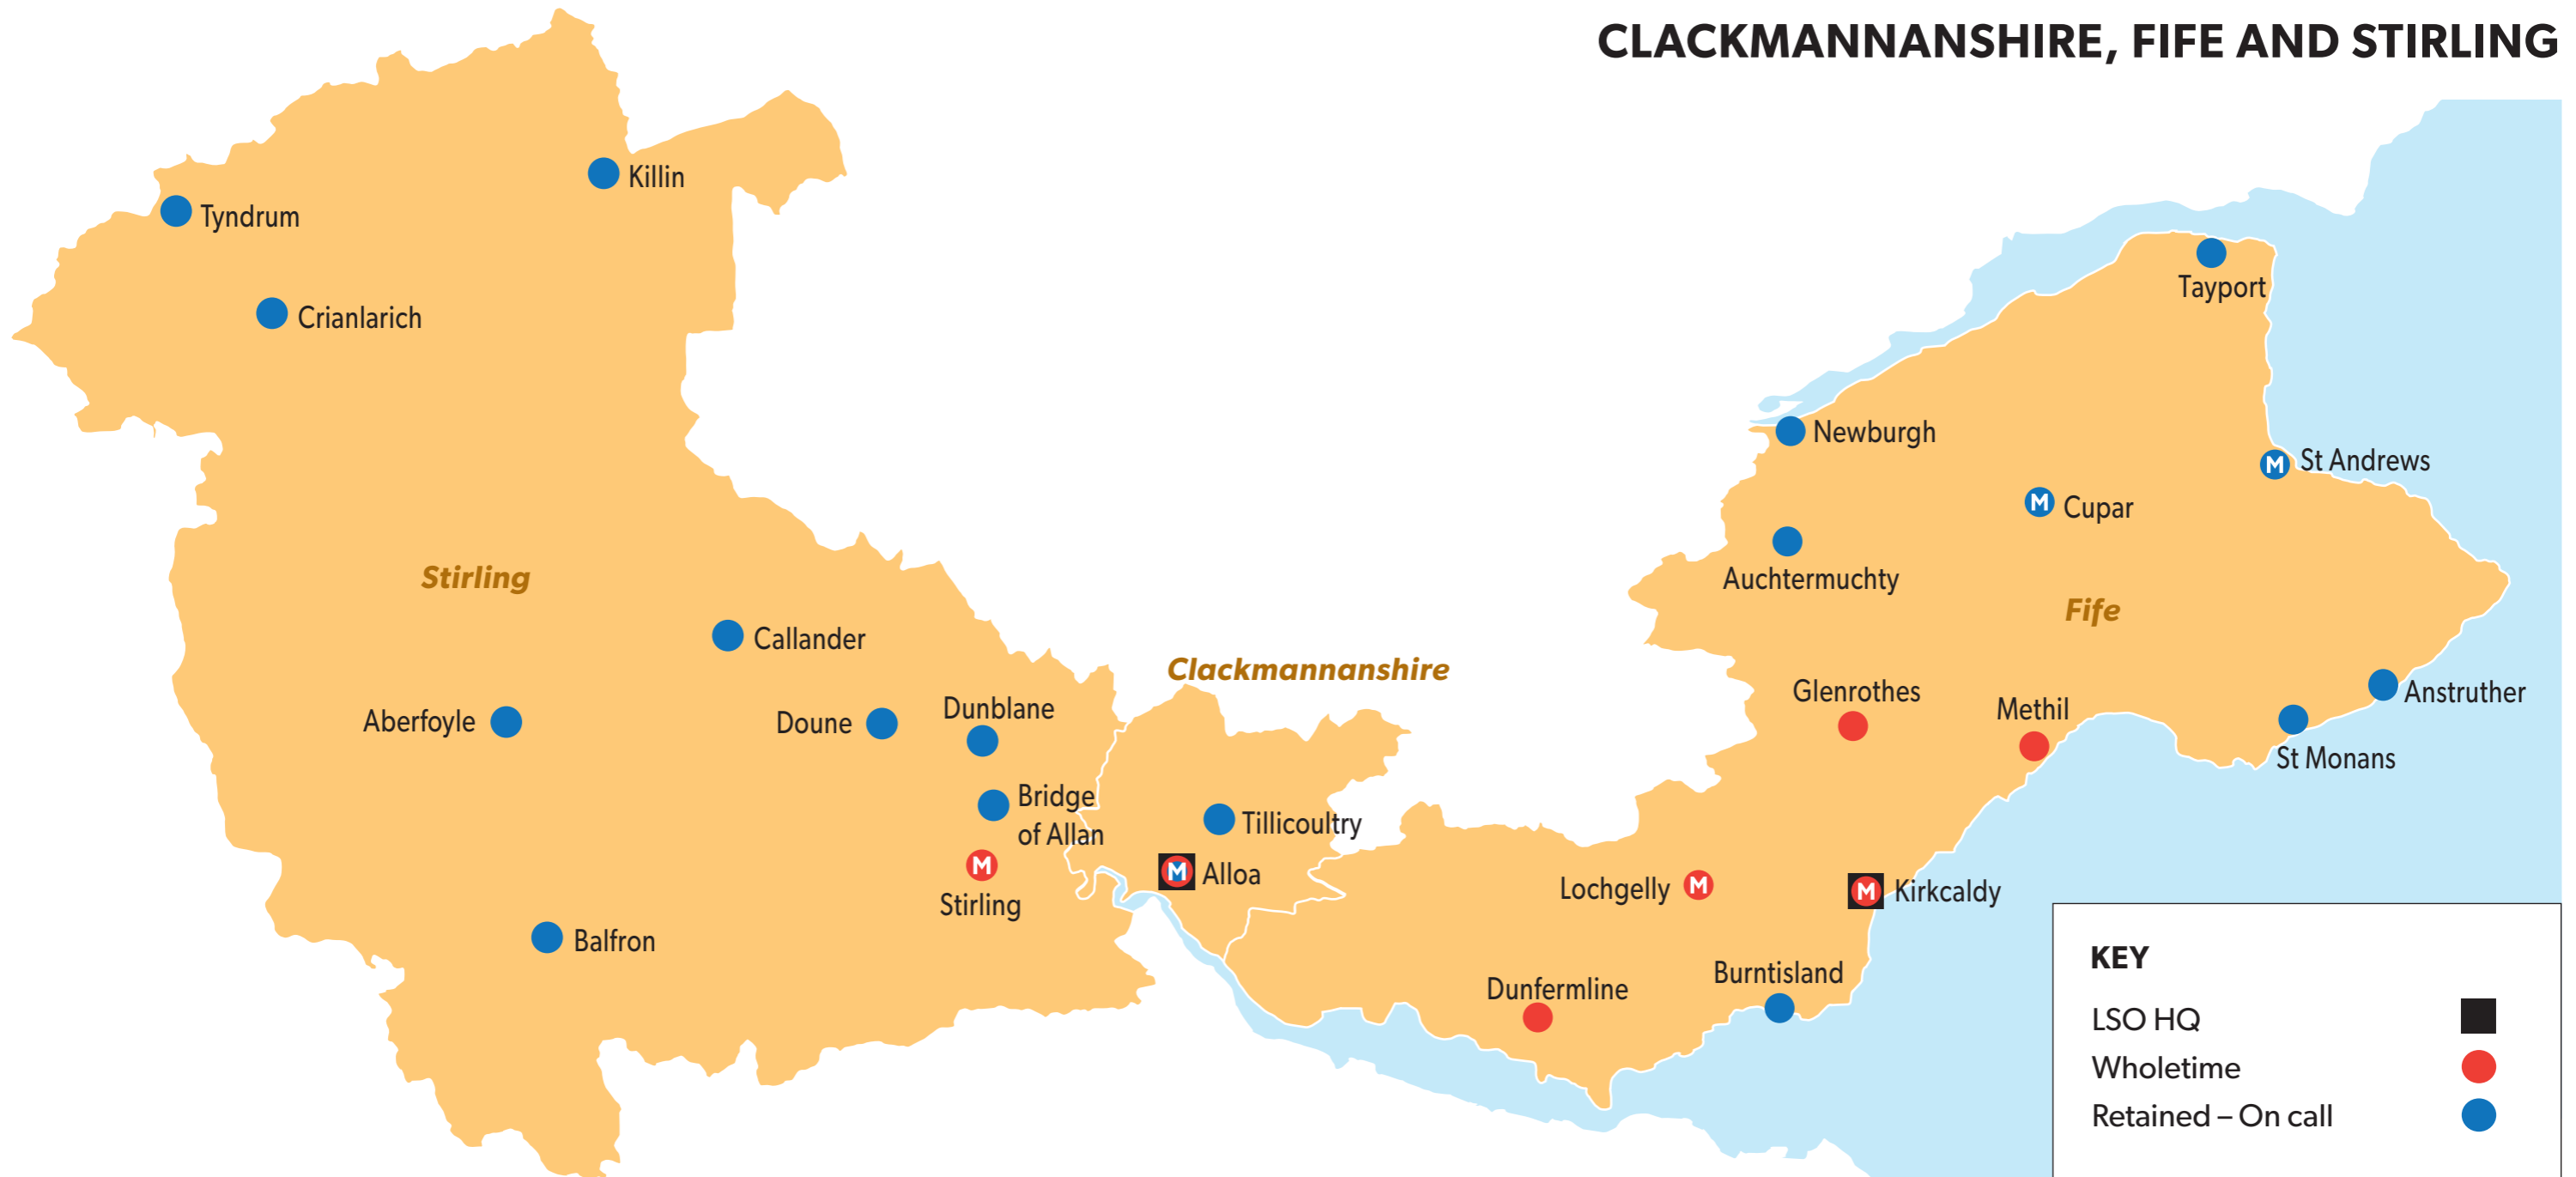 CLACKMANNANSHIRE, FIFE AND STIRLING
Killin
Tyndrum
Crianlarich
Tayport
Newburgh
St Andrews
M
M
Cupar
Auchtermuchty
Stirling
Fife
Callander
Clackmannanshire
Glenrothes
Anstruther
Aberfoyle
Doune
Dunblane
Methil
St Monans
Bridge
of Allan
Tillicoultry
M
Stirling
M
Alloa
Lochgelly
M
M
Kirkcaldy
Balfron
Dunfermline
Burntisland
KEY
LSO HQ
Wholetime
Retained – On call